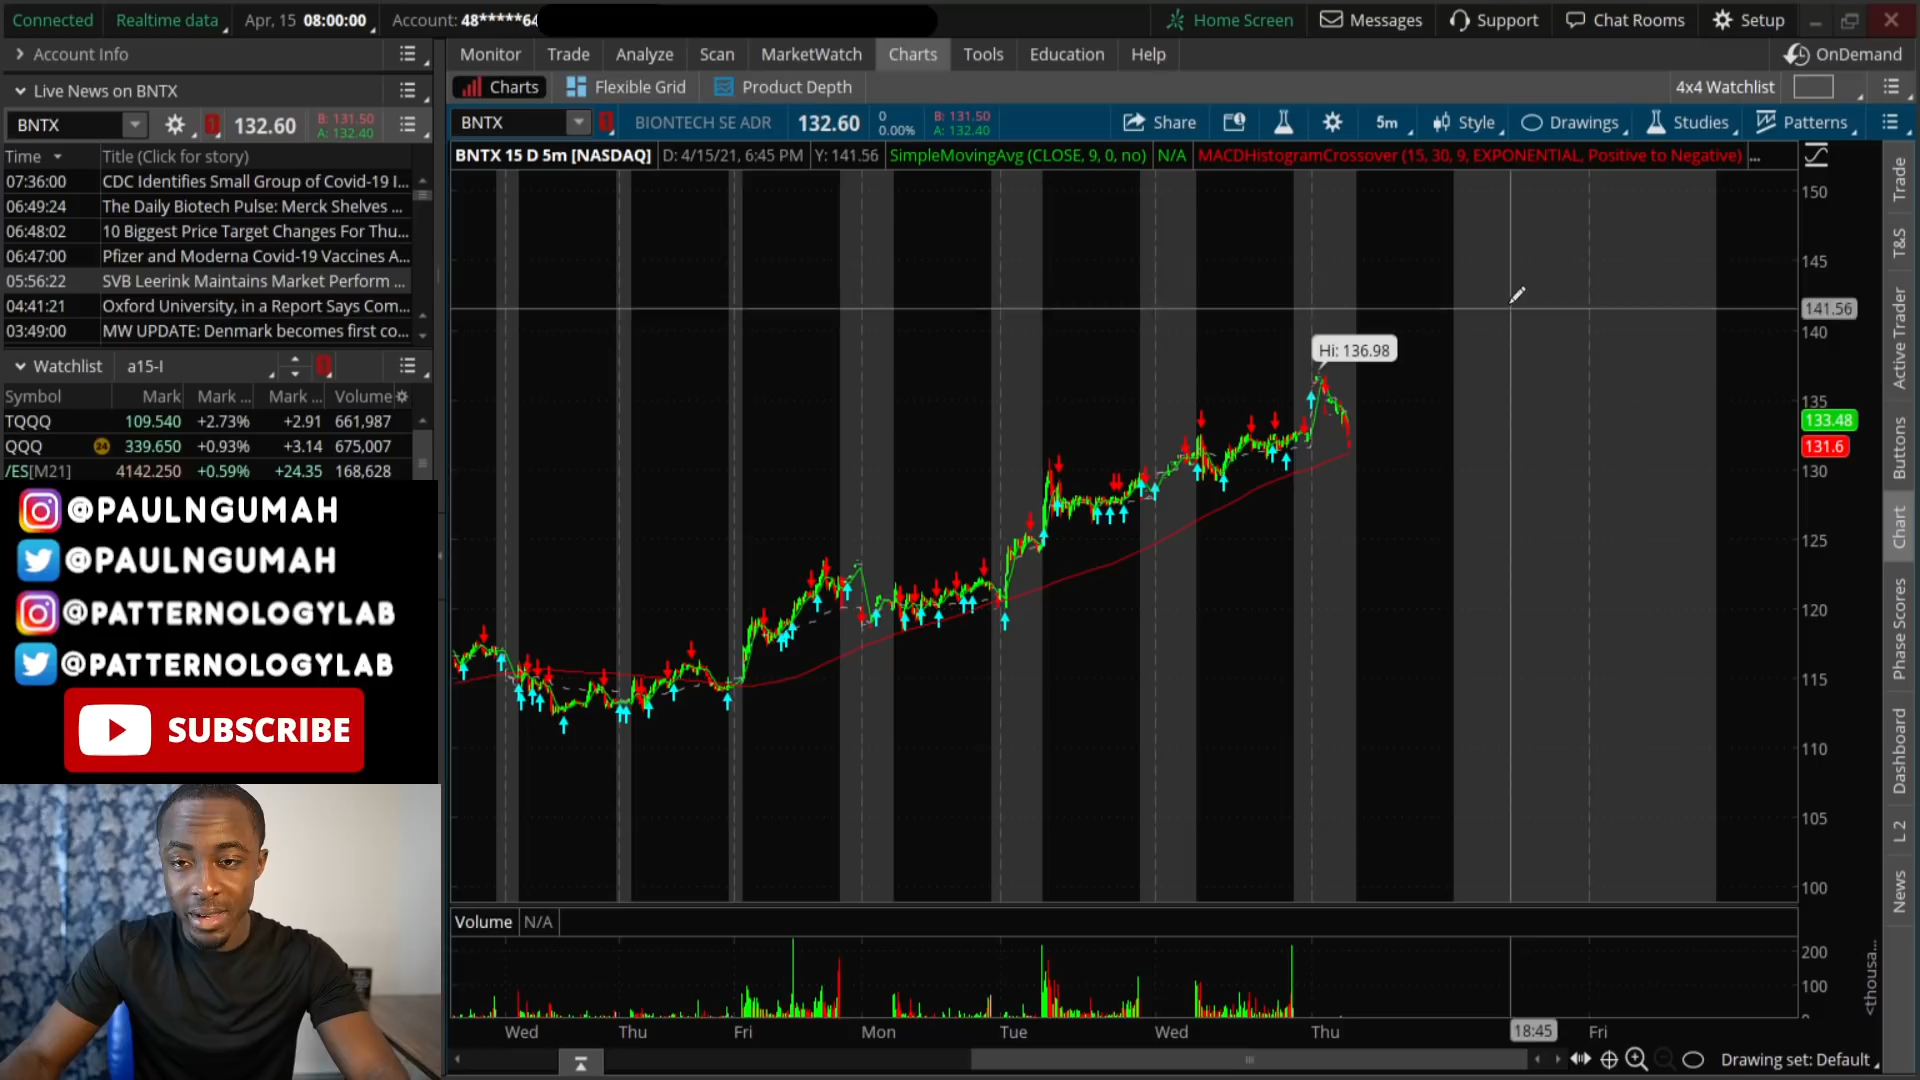 Connected Realtime data Apr, 15 08:00:00 Account: 48*****64 Home Screen Messages Support Chat Rooms Setup
Account Info Monitor Trade Analyze Scan MarketWatch Charts Tools Education Help OnDemand
Live News on BNTX Charts Flexible Grid Product Depth 4x4 Watchlist
BNTX 1 132.60 B: 131.50 A: 132.40
BNTX BIONTECH SE ADR 132.60 0 0.00% B: 131.50 A: 132.40 Share 5m Style Drawings Studies Patterns
Time Title (Click for story)
BNTX 15 D 5m [NASDAQ] D: 4/15/21, 6:45 PM Y: 141.56 SimpleMovingAvg (CLOSE, 9, 0, no) N/A MACDHistogramCrossover (15, 30, 9, EXPONENTIAL, Positive to Negative) ...
07:36:00 CDC Identifies Small Group of Covid-19 I...
06:49:24 The Daily Biotech Pulse: Merck Shelves ...
06:48:02 10 Biggest Price Target Changes For Thu...
06:47:00 Pfizer and Moderna Covid-19 Vaccines A...
05:56:22 SVB Leerink Maintains Market Perform ...
04:41:21 Oxford University, in a Report Says Com...
03:49:00 MW UPDATE: Denmark becomes first co...
Watchlist a15-I 1
Symbol Mark Mark ... Mark ... Volume
TQQQ 109.540 +2.73% +2.91 661,987
QQQ 24 339.650 +0.93% +3.14 675,007
/ES[M21] 4142.250 +0.59% +24.35 168,628
@PAULNGUMAH
@PAULNGUMAH
@PATTERNOLOGYLAB
@PATTERNOLOGYLAB
SUBSCRIBE
Hi: 136.98
150
145
141.56
140
135
133.48
131.6
130
125
120
115
110
105
100
Volume N/A
200
100
0
<thousa...
Wed Thu Fri Mon Tue Wed Thu 18:45 Fri
Drawing set: Default
Trade
T&S
Active Trader
Buttons
Chart
Phase Scores
Dashboard
L 2
News